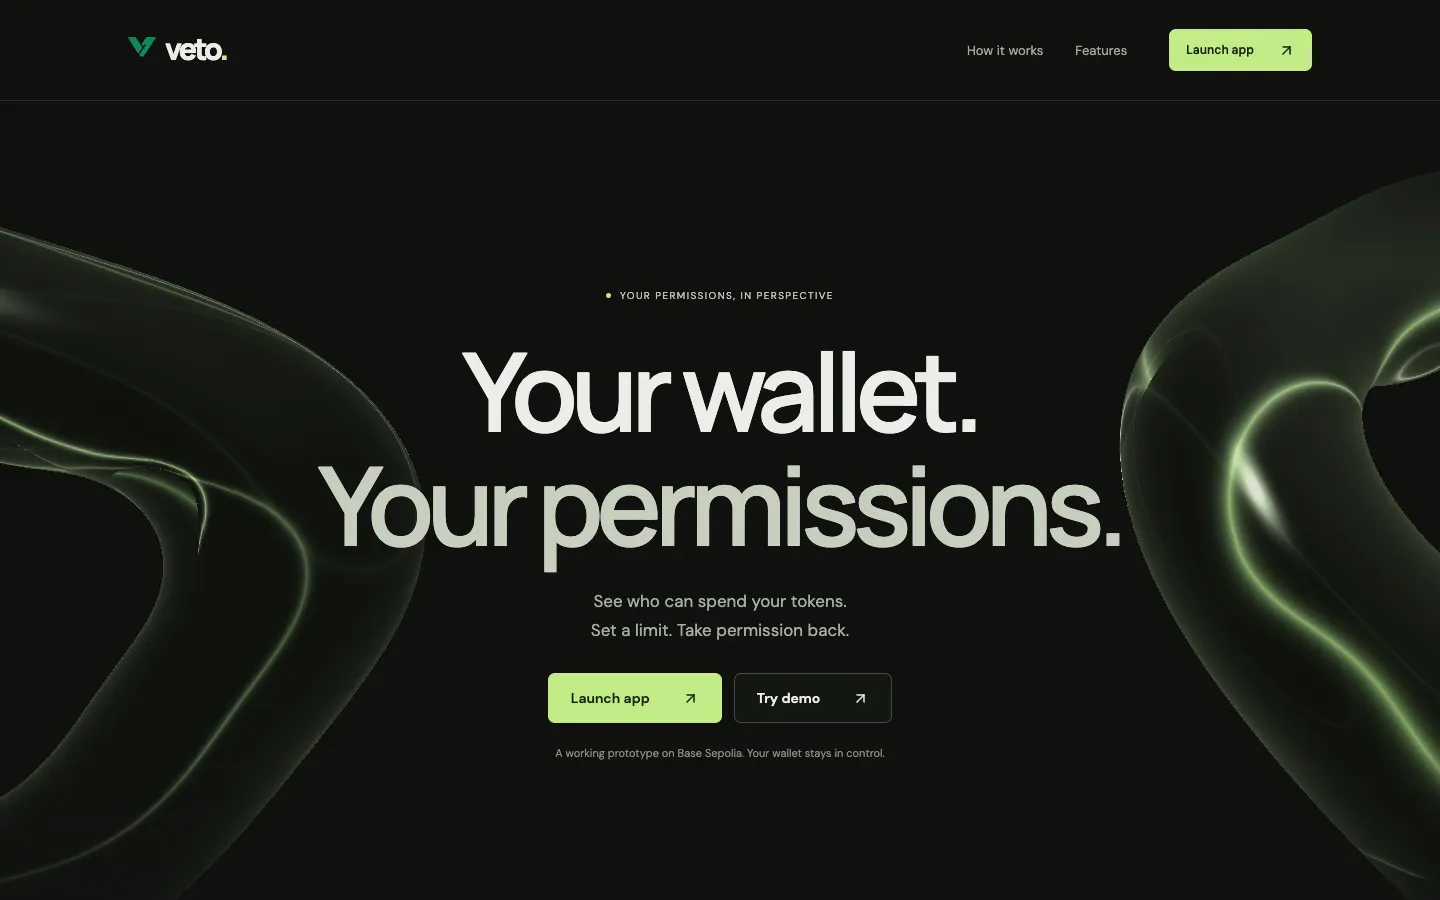 veto.
How it works
Features
Launch app
YOUR PERMISSIONS, IN PERSPECTIVE
Your wallet.
Your permissions.
See who can spend your tokens.
Set a limit. Take permission back.
Launch app
Try demo
A working prototype on Base Sepolia. Your wallet stays in control.